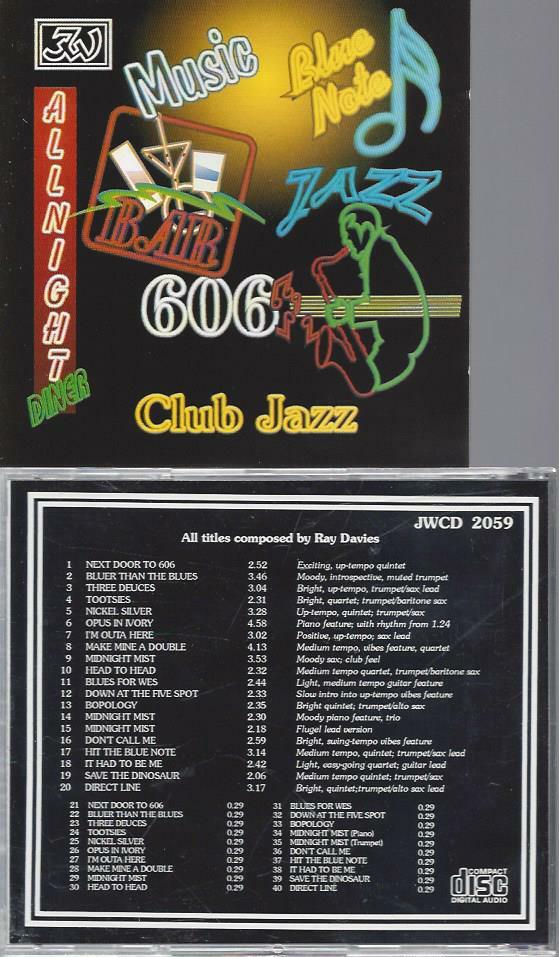 JW
Music
Blue
Note
ALLNIGHT
DINER
BAR
JAZZ
606
Club Jazz
JWCD 2059
All titles composed by Ray Davies
1 NEXT DOOR TO 606 2.52 Exciting, up-tempo quintet
2 BLUER THAN THE BLUES 3.46 Moody, introspective, muted trumpet
3 THREE DEUCES 3.04 Bright, up-tempo, trumpet/sax lead
4 TOOTSIES 2.31 Bright, quartet; trumpet/baritone sax
5 NICKEL SILVER 3.28 Up-tempo, quintet; trumpet/sax
6 OPUS IN IVORY 4.58 Piano feature; with rhythm from 1.24
7 I'M OUTA HERE 3.02 Positive, up-tempo; sax lead
8 MAKE MINE A DOUBLE 4.13 Medium tempo, vibes feature, quartet
9 MIDNIGHT MIST 3.53 Moody sax; club feel
10 HEAD TO HEAD 2.32 Medium tempo quartet, trumpet/baritone sax
11 BLUES FOR WES 2.44 Light, medium tempo guitar feature
12 DOWN AT THE FIVE SPOT 2.33 Slow intro into up-tempo vibes feature
13 BOPOLOGY 2.35 Bright quintet; trumpet/alto sax
14 MIDNIGHT MIST 2.30 Moody piano feature, trio
15 MIDNIGHT MIST 2.18 Flugel lead version
16 DON'T CALL ME 2.59 Bright, swing-tempo vibes feature
17 HIT THE BLUE NOTE 3.14 Medium tempo, quintet; trumpet/sax lead
18 IT HAD TO BE ME 2.42 Light, easy-going quartet; guitar lead
19 SAVE THE DINOSAUR 2.06 Medium tempo quintet; trumpet/sax
20 DIRECT LINE 3.17 Bright, quintet;trumpet/alto sax lead
21 NEXT DOOR TO 606 0.29
22 BLUER THAN THE BLUES 0.29
23 THREE DEUCES 0.29
24 TOOTSIES 0.29
25 NICKEL SILVER 0.29
26 OPUS IN IVORY 0.29
27 I'M OUTA HERE 0.29
28 MAKE MINE A DOUBLE 0.29
29 MIDNIGHT MIST 0.29
30 HEAD TO HEAD 0.29
31 BLUES FOR WES 0.29
32 DOWN AT THE FIVE SPOT 0.29
33 BOPOLOGY 0.29
34 MIDNIGHT MIST (Piano) 0.29
35 MIDNIGHT MIST (Trumpet) 0.29
36 DON'T CALL ME 0.29
37 HIT THE BLUE NOTE 0.29
38 IT HAD TO BE ME 0.29
39 SAVE THE DINOSAUR 0.29
40 DIRECT LINE 0.29
COMPACT
disc
DIGITAL AUDIO